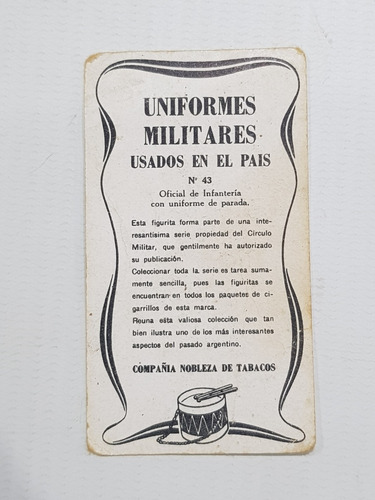 UNIFORMES
MILITARES
USADOS EN EL PAIS
Nº 43
Oficial de Infantería
con uniforme de parada.
Esta figurita forma parte de una inte-
resantísima serie propiedad del Círculo
Militar, que gentilmente ha autorizado
su publicación.
Coleccionar toda la serie es tarea suma-
mente sencilla, pues las figuritas se
encuentran en todos los paquetes de ci-
garrillos de esta marca.
Reuna esta valiosa colección que tan
bien ilustra uno de los más interesantes
aspectos del pasado argentino.
COMPAÑIA NOBLEZA DE TABACOS